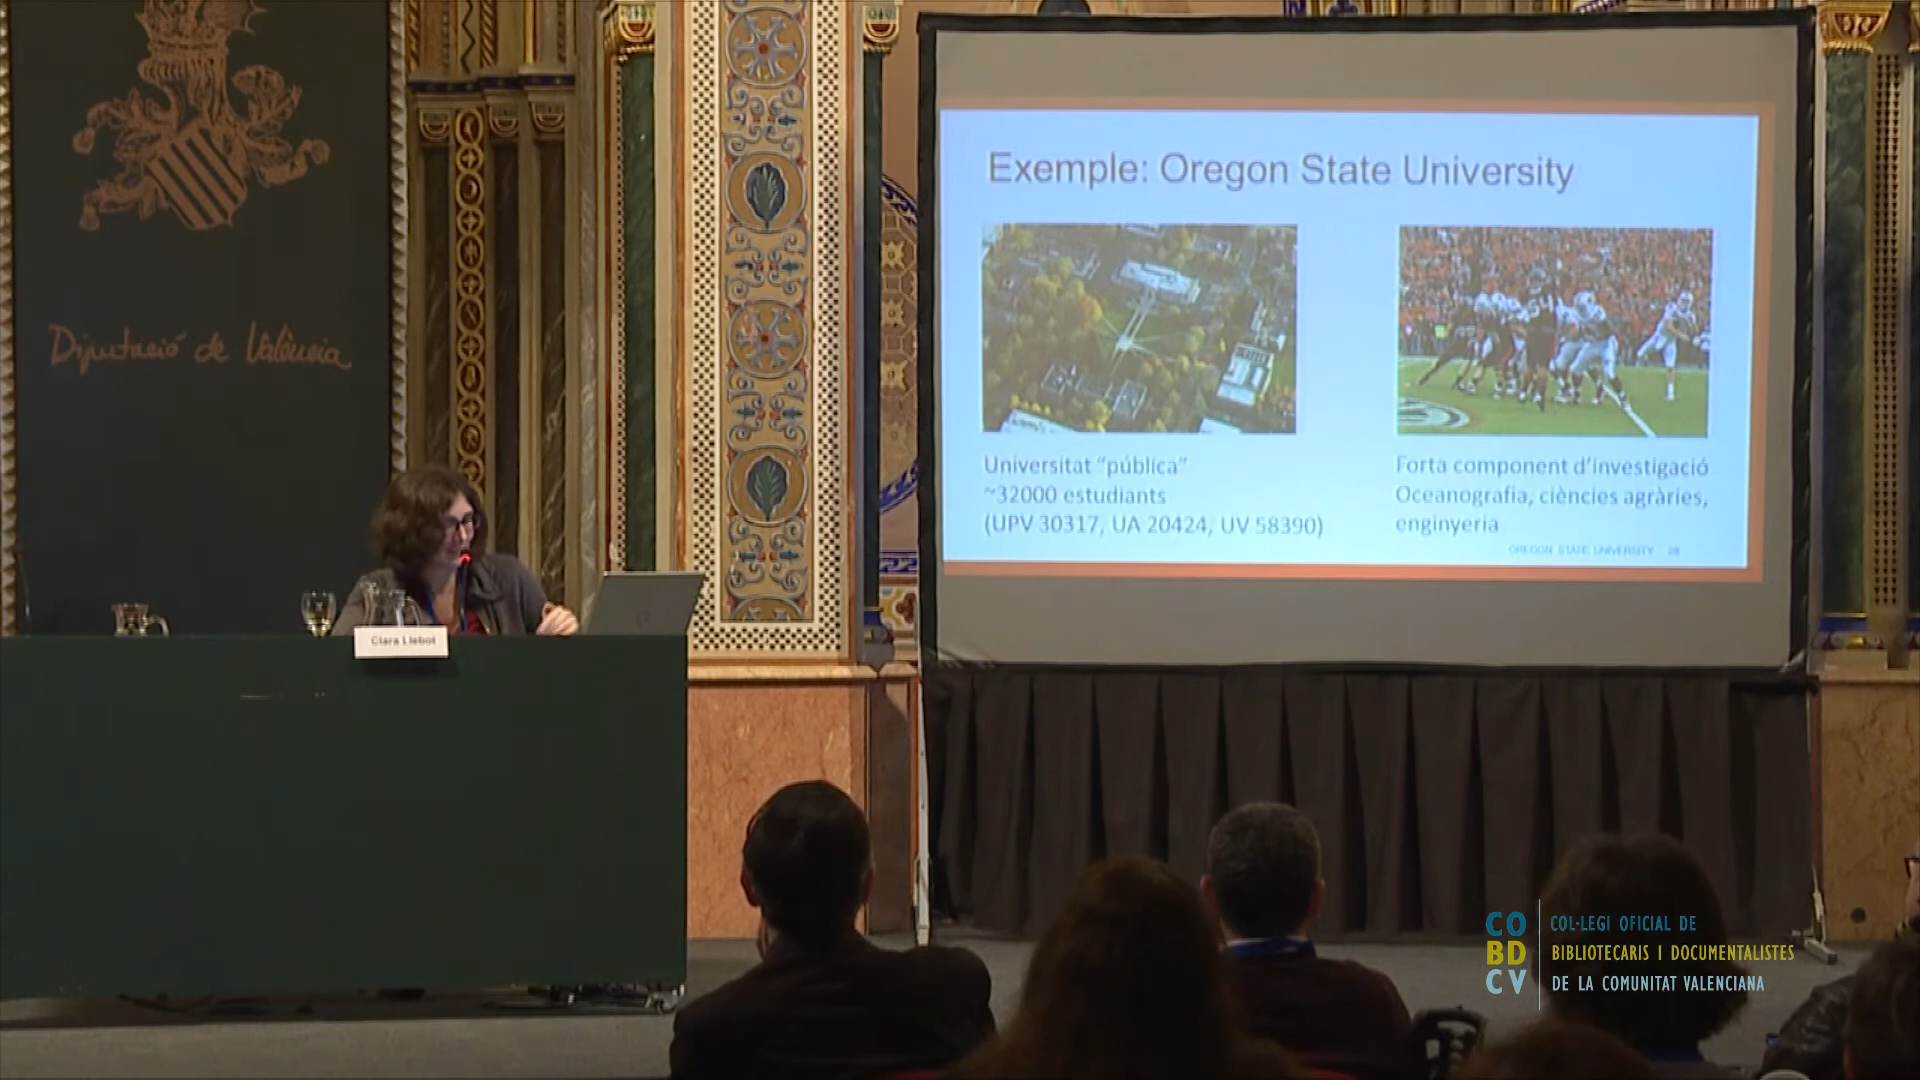 Diputació de València
Exemple: Oregon State University
Universitat “pública”
~32000 estudiants
(UPV 30317, UA 20424, UV 58390)
Forta component d’investigació
Oceanografia, ciències agràries,
enginyeria
OREGON STATE UNIVERSITY 28
Clara Llebot
CO
BD
CV
COL·LEGI OFICIAL DE
BIBLIOTECARIS I DOCUMENTALISTES
DE LA COMUNITAT VALENCIANA